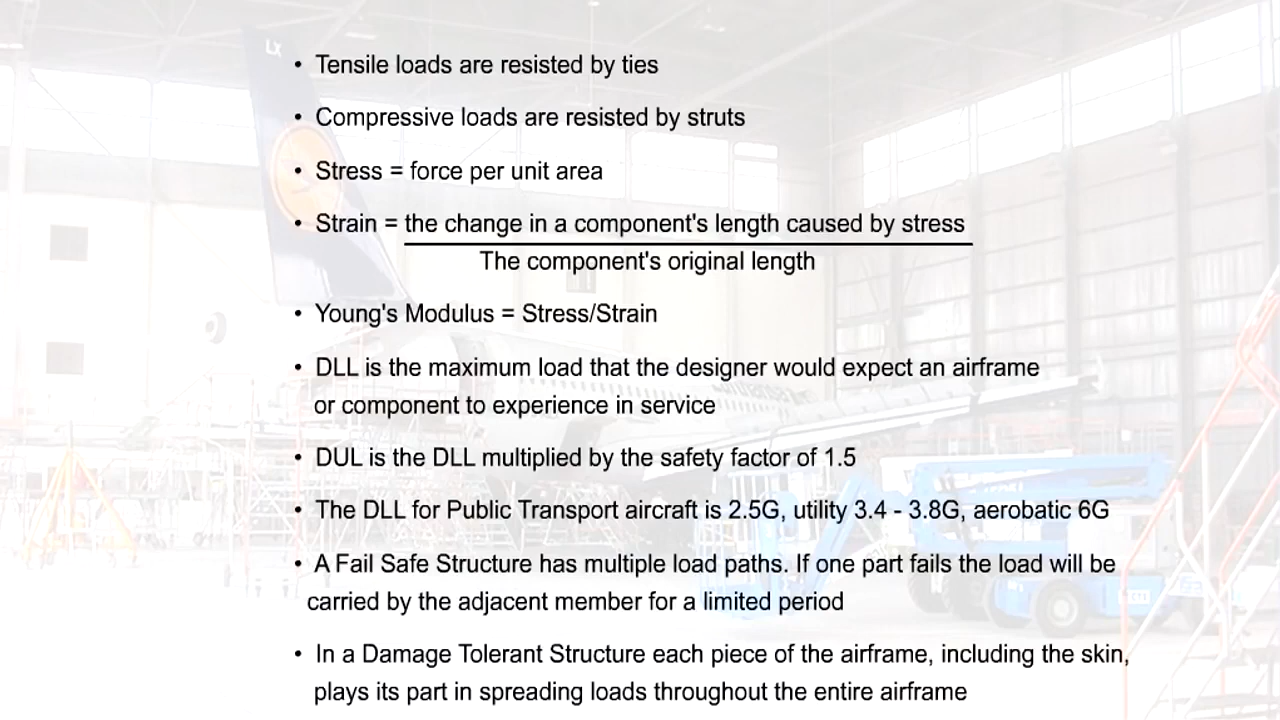 LX
• Tensile loads are resisted by ties
• Compressive loads are resisted by struts
• Stress = force per unit area
• Strain = the change in a component's length caused by stress
The component's original length
• Young's Modulus = Stress/Strain
• DLL is the maximum load that the designer would expect an airframe
or component to experience in service
• DUL is the DLL multiplied by the safety factor of 1.5
• The DLL for Public Transport aircraft is 2.5G, utility 3.4 - 3.8G, aerobatic 6G
• A Fail Safe Structure has multiple load paths. If one part fails the load will be
carried by the adjacent member for a limited period
• In a Damage Tolerant Structure each piece of the airframe, including the skin,
plays its part in spreading loads throughout the entire airframe